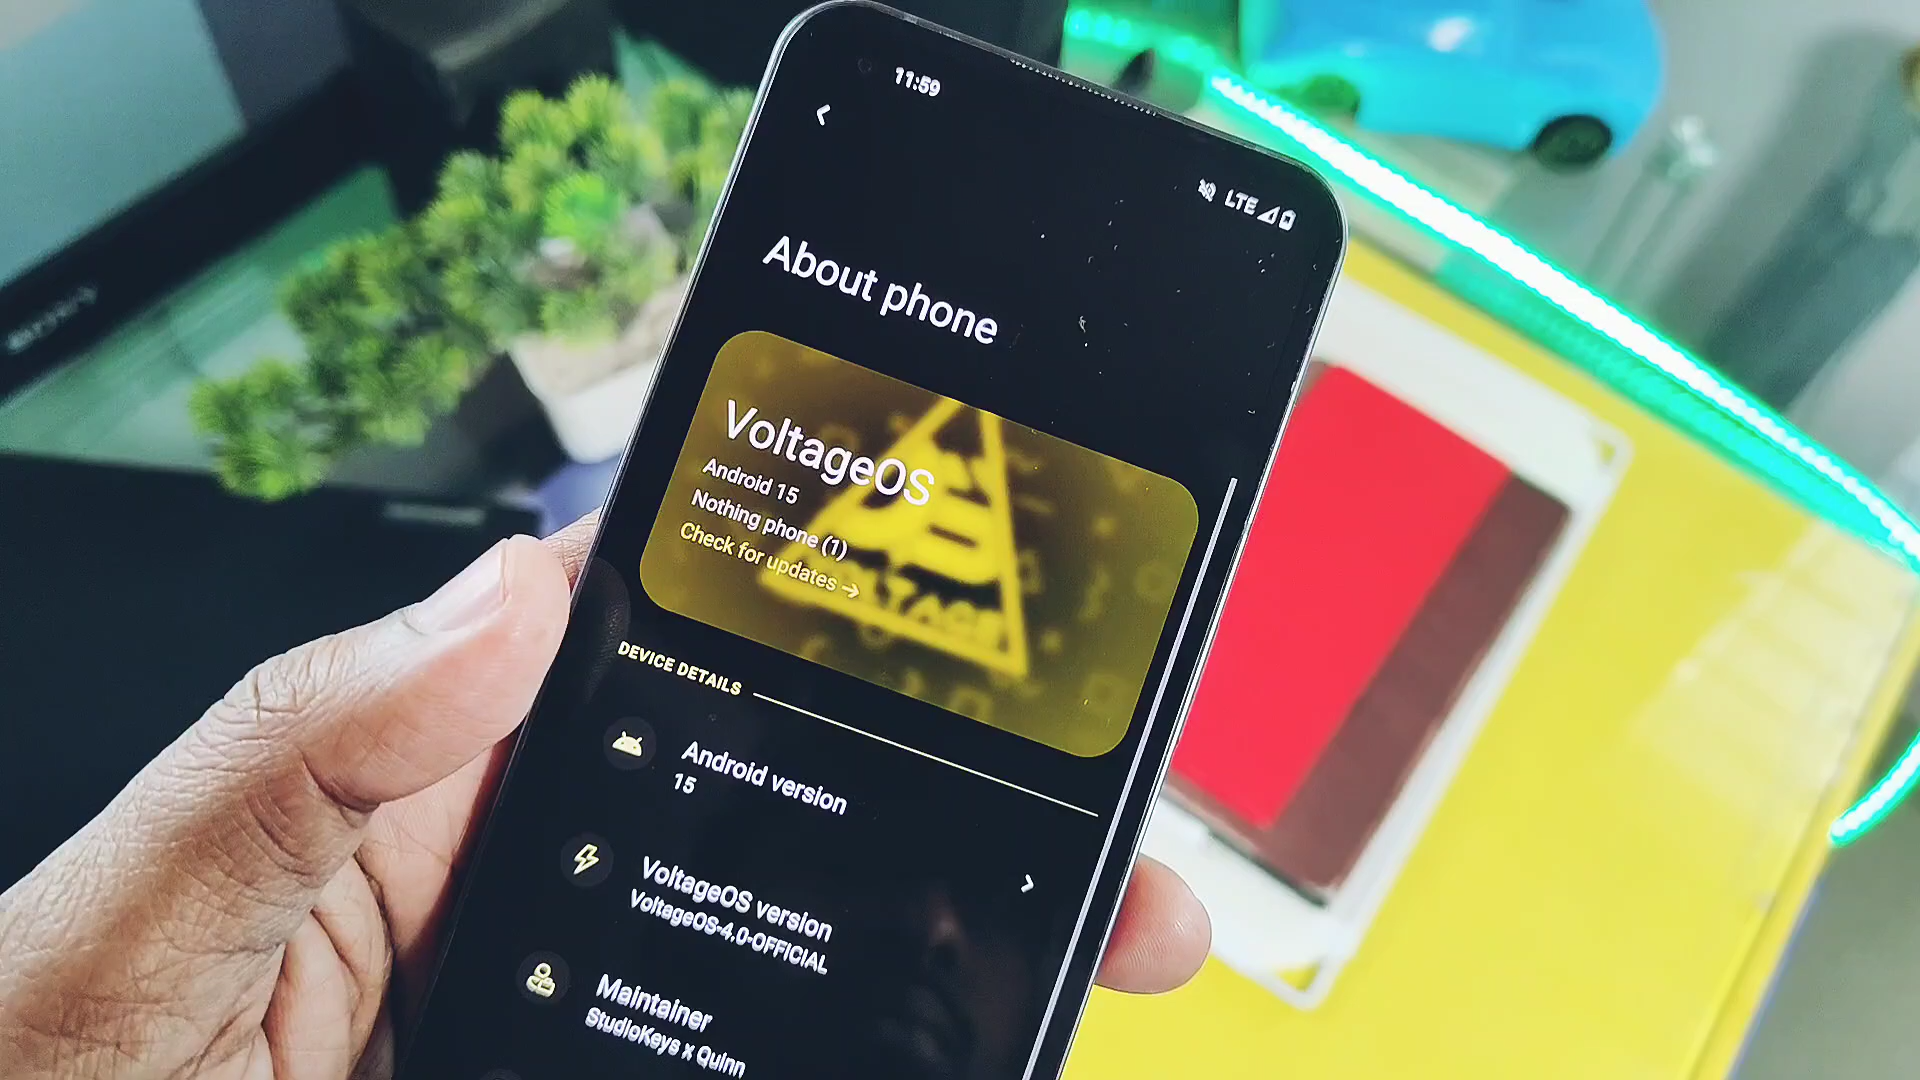 11:59
LTE
About phone
VoltageOS
Android 15
Nothing phone (1)
Check for updates →
DEVICE DETAILS
Android version
15
VoltageOS version
VoltageOS-4.0-OFFICIAL
Maintainer
StudioKeys x Quinn